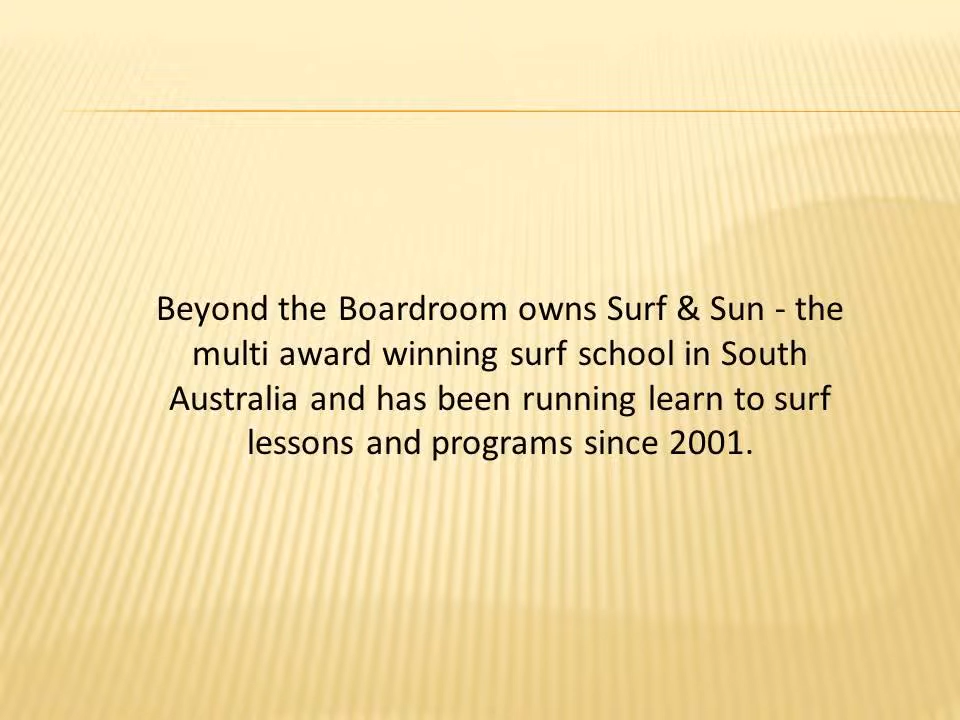 Beyond the Boardroom owns Surf & Sun - the
multi award winning surf school in South
Australia and has been running learn to surf
lessons and programs since 2001.